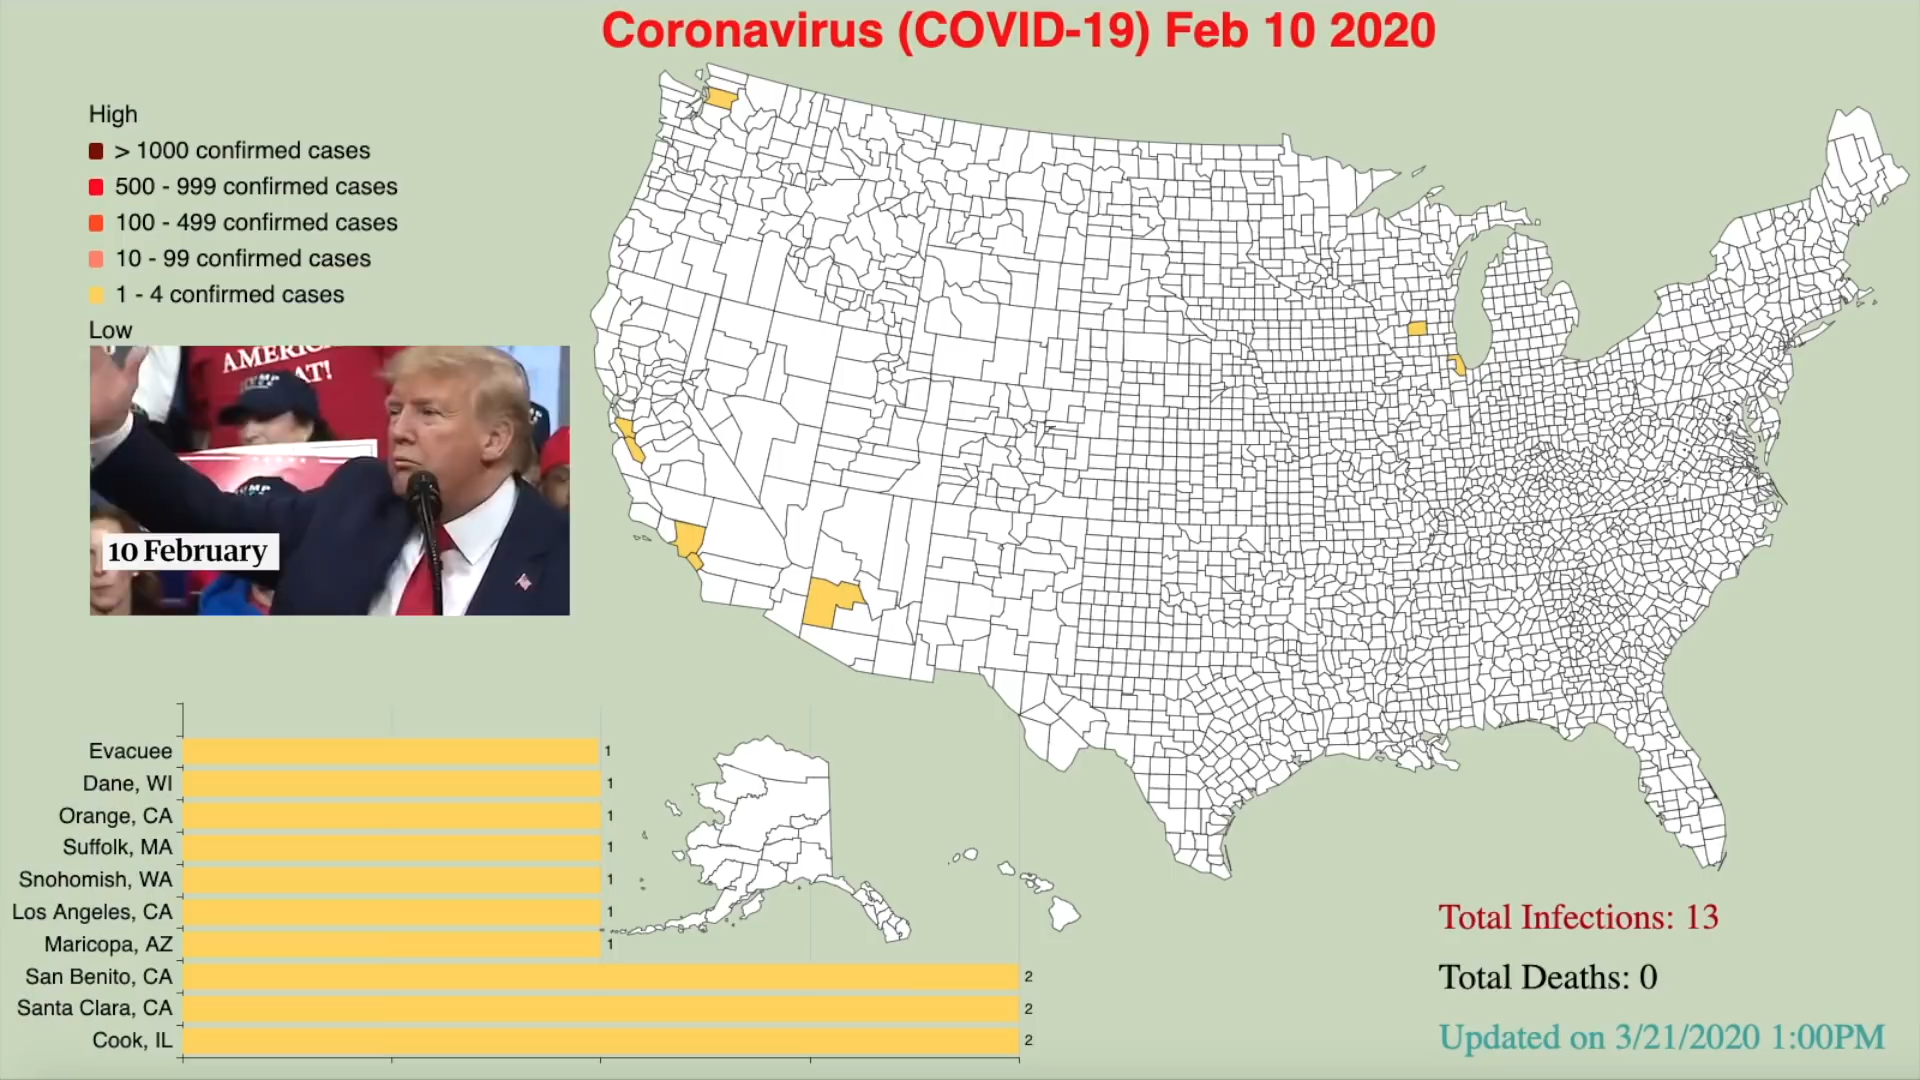 Coronavirus (COVID-19) Feb 10 2020
High
> 1000 confirmed cases
500 - 999 confirmed cases
100 - 499 confirmed cases
10 - 99 confirmed cases
1 - 4 confirmed cases
Low
AT!
10 February
Evacuee 1
Dane, WI 1
Orange, CA 1
Suffolk, MA 1
Snohomish, WA 1
Los Angeles, CA 1
Maricopa, AZ 1
San Benito, CA 2
Santa Clara, CA 2
Cook, IL 2
Total Infections: 13
Total Deaths: 0
Updated on 3/21/2020 1:00PM